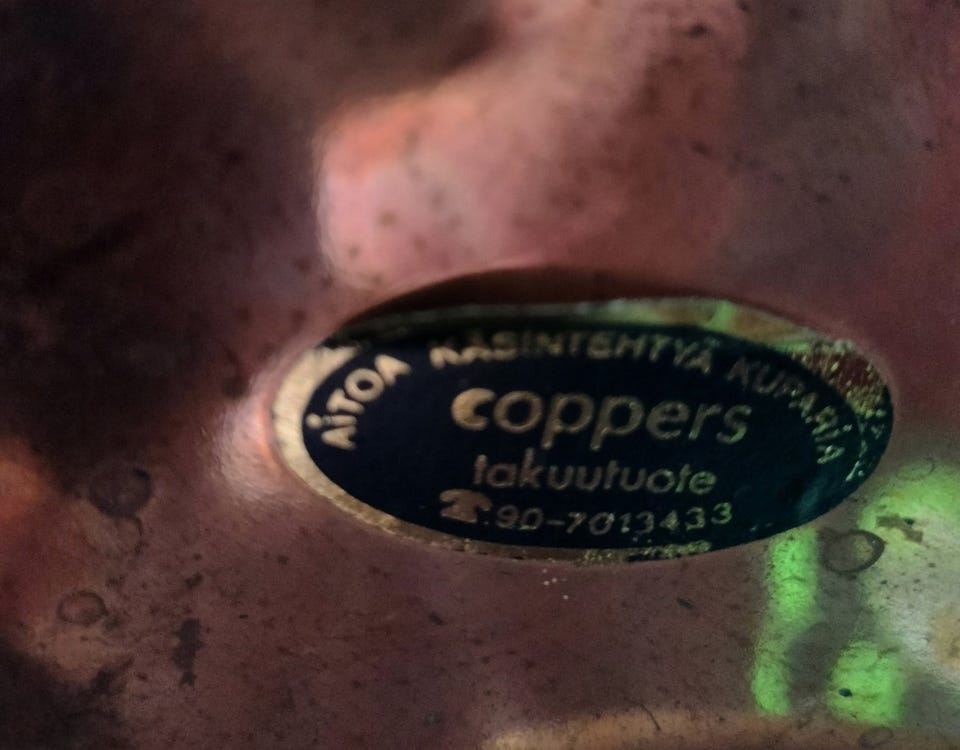 AiTOA KÄSINTEHTYÄ KUPARiA
coppers
takuutuote
☎ 90-7013433